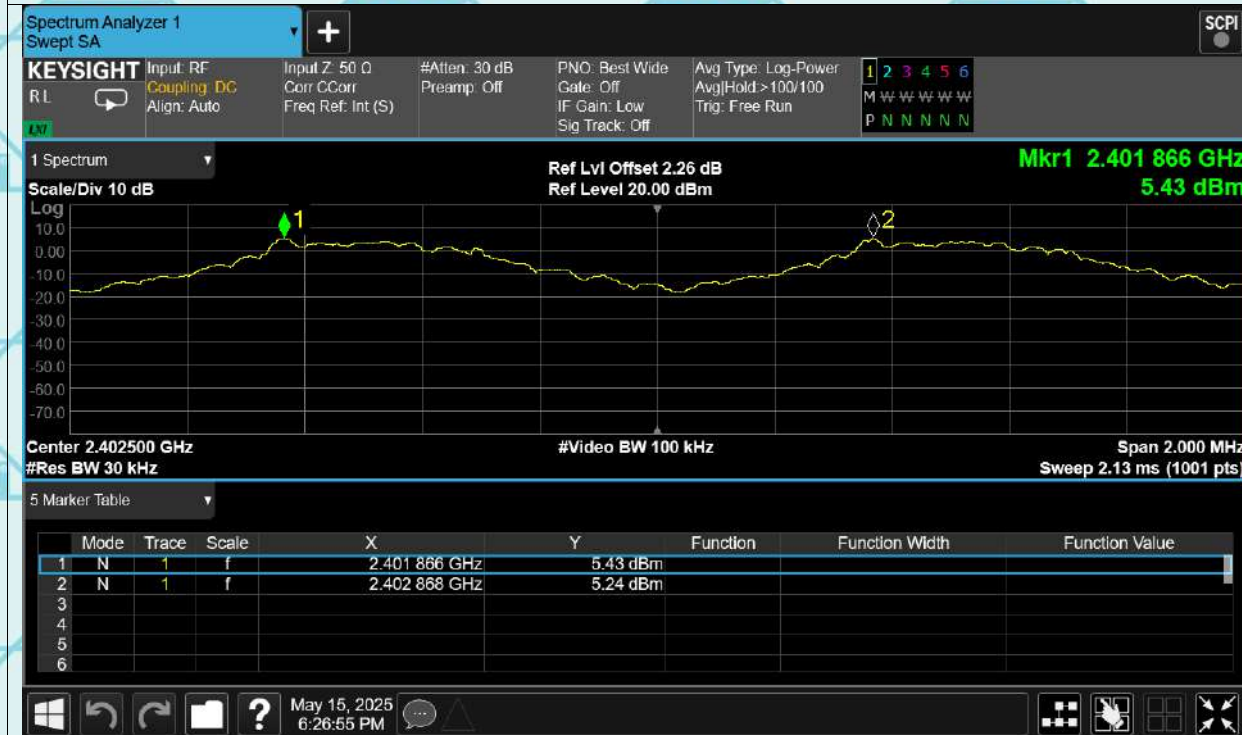 Spectrum Analyzer 1
Swept SA
+
SCPI
KEYSIGHT
RL
LXI
Input: RF
Coupling: DC
Align: Auto
Input Z: 50 Ω
Corr CCorr
Freq Ref: Int (S)
#Atten: 30 dB
Preamp: Off
PNO: Best Wide
Gate: Off
IF Gain: Low
Sig Track: Off
Avg Type: Log-Power
Avg|Hold:>100/100
Trig: Free Run
1 2 3 4 5 6
M W W W W W
P N N N N N
1 Spectrum
Scale/Div 10 dB
Ref Lvl Offset 2.26 dB
Ref Level 20.00 dBm
Mkr1 2.401 866 GHz
5.43 dBm
Log
10.0
0.00
-10.0
-20.0
-30.0
-40.0
-50.0
-60.0
-70.0
1
2
Center 2.402500 GHz
#Video BW 100 kHz
Span 2.000 MHz
#Res BW 30 kHz
Sweep 2.13 ms (1001 pts)
5 Marker Table
Mode Trace Scale X Y Function Function Width Function Value
1 N 1 f 2.401 866 GHz 5.43 dBm
2 N 1 f 2.402 868 GHz 5.24 dBm
3
4
5
6
?
May 15, 2025
6:26:55 PM